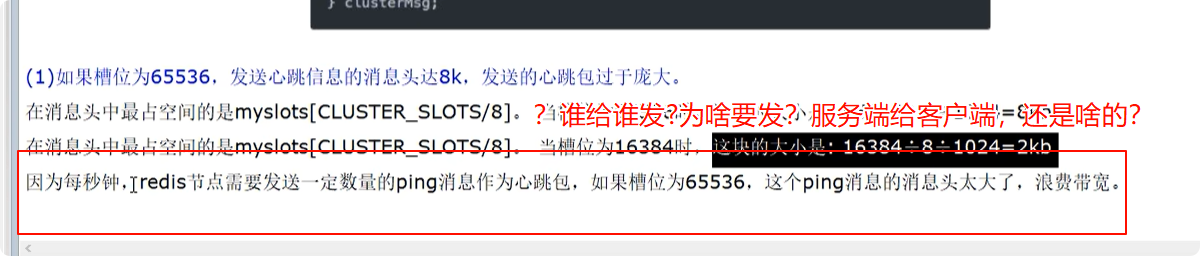 } clusterMsg;
(1)如果槽位为65536，发送心跳信息的消息头达8k，发送的心跳包过于庞大。
在消息头中最占空间的是myslots[CLUSTER_SLOTS/8]。 当
？谁给谁发?为啥要发？服务端给客户端，还是啥的？
在消息头中最占空间的是myslots[CLUSTER_SLOTS/8]。 当槽位为16384时，这块的大小是：16384÷8÷1024=2kb
因为每秒钟，redis节点需要发送一定数量的ping消息作为心跳包，如果槽位为65536，这个ping消息的消息头太大了，浪费带宽。